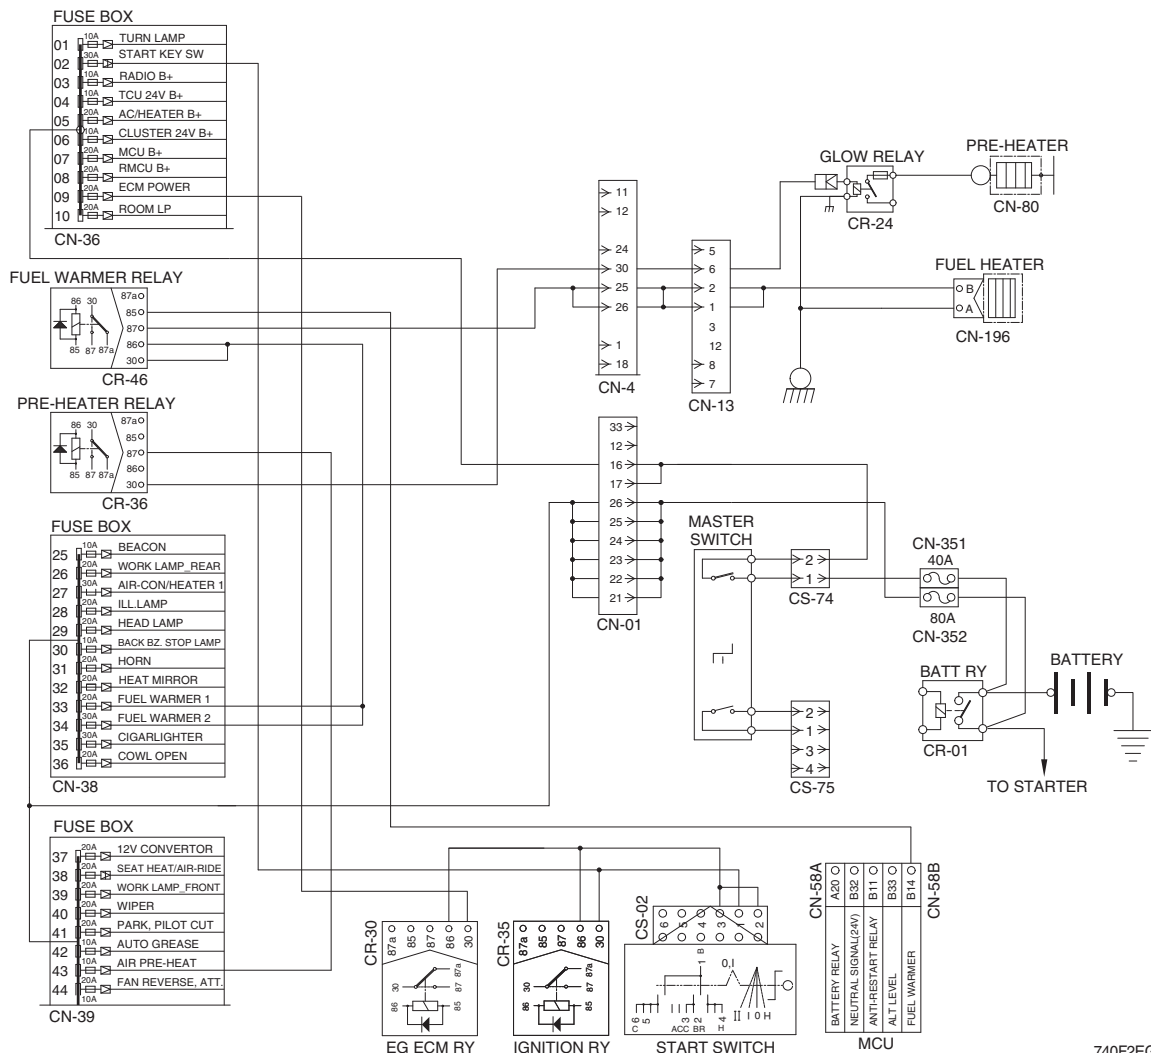 FUSE BOX
01 10A TURN LAMP
02 30A START KEY SW
03 10A RADIO B+
04 10A TCU 24V B+
05 20A AC/HEATER B+
06 10A CLUSTER 24V B+
07 20A MCU B+
08 20A RMCU B+
09 20A ECM POWER
10 20A ROOM LP
CN-36
FUEL WARMER RELAY
86 30
85 87 87a
87a
85
87
86
30
CR-46
PRE-HEATER RELAY
86 30
85 87 87a
87a
85
87
86
30
CR-36
FUSE BOX
25 10A BEACON
26 20A WORK LAMP_REAR
27 30A AIR-CON/HEATER 1
28 20A ILL.LAMP
29 20A HEAD LAMP
30 10A BACK BZ. STOP LAMP
31 20A HORN
32 20A HEAT MIRROR
33 20A FUEL WARMER 1
34 30A FUEL WARMER 2
35 30A CIGARLIGHTER
36 20A COWL OPEN
CN-38
FUSE BOX
37 20A 12V CONVERTOR
38 20A SEAT HEAT/AIR-RIDE
39 20A WORK LAMP_FRONT
40 20A WIPER
41 20A PARK, PILOT CUT
42 10A AUTO GREASE
43 10A AIR PRE-HEAT
44 20A FAN REVERSE, ATT.
10A
CN-39
11
12
24
30
25
26
1
18
CN-4
5
6
2
1
3
12
8
7
CN-13
GLOW RELAY
CR-24
PRE-HEATER
CN-80
FUEL HEATER
B
A
CN-196
33
12
16
17
26
25
24
23
22
21
CN-01
MASTER
SWITCH
2
1
CS-74
2
1
3
4
CS-75
CN-351
40A
80A
CN-352
BATT RY
CR-01
BATTERY
TO STARTER
CR-30
87a 85 87 86 30
30 87a
87
86 85
EG ECM RY
CR-35
87a 85 87 86 30
30 87a
87
86 85
IGNITION RY
CS-02
6 5 4 3 1 2
1 B
0,I
6 5 3 2 4
C ACC BR H
II I 0 H
START SWITCH
CN-58A
A20 B32 B11 B33 B14
CN-58B
BATTERY RELAY
NEUTRAL SIGNAL(24V)
ANTI-RESTART RELAY
ALT LEVEL
FUEL WARMER
MCU